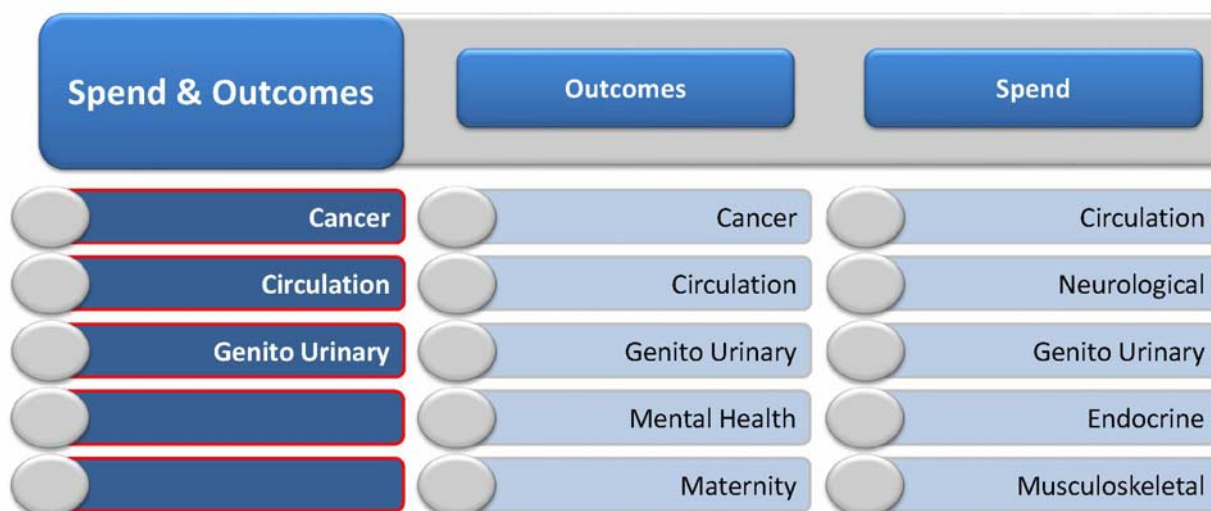 Spend & Outcomes
Outcomes
Spend
Cancer
Cancer
Circulation
Circulation
Circulation
Neurological
Genito Urinary
Genito Urinary
Genito Urinary
Mental Health
Endocrine
Maternity
Musculoskeletal